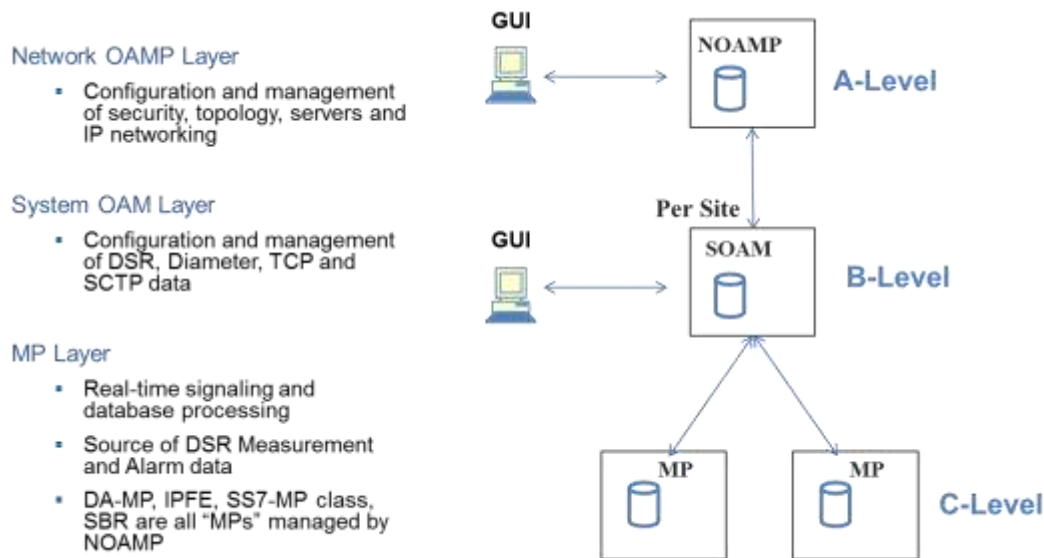 Network OAMP Layer
▪ Configuration and management
of security, topology, servers and
IP networking
System OAM Layer
▪ Configuration and management
of DSR, Diameter, TCP and
SCTP data
MP Layer
▪ Real-time signaling and
database processing
▪ Source of DSR Measurement
and Alarm data
▪ DA-MP, IPFE, SS7-MP class,
SBR are all “MPs” managed by
NOAMP
GUI
NOAMP
A-Level
Per Site
GUI
SOAM
B-Level
MP
MP
C-Level